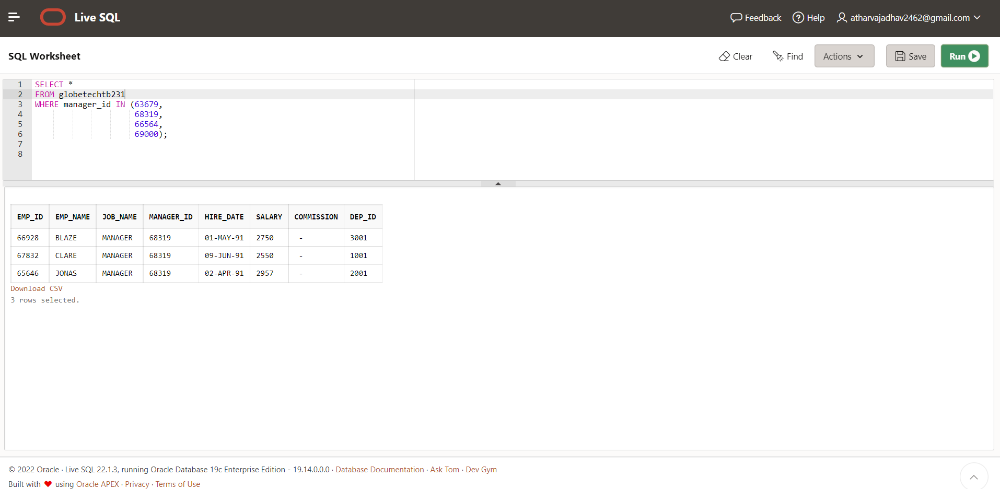 Live SQL
Feedback Help atharvajadhav2462@gmail.com
SQL Worksheet
Clear Find Actions Save Run
1 SELECT *
2 FROM globetechtb231
3 WHERE manager_id IN (63679,
4 68319,
5 66564,
6 69000);
7
8
EMP_ID EMP_NAME JOB_NAME MANAGER_ID HIRE_DATE SALARY COMMISSION DEP_ID
66928 BLAZE MANAGER 68319 01-MAY-91 2750 - 3001
67832 CLARE MANAGER 68319 09-JUN-91 2550 - 1001
65646 JONAS MANAGER 68319 02-APR-91 2957 - 2001
Download CSV
3 rows selected.
© 2022 Oracle · Live SQL 22.1.3, running Oracle Database 19c Enterprise Edition - 19.14.0.0.0 · Database Documentation · Ask Tom · Dev Gym
Built with ♥ using Oracle APEX · Privacy · Terms of Use